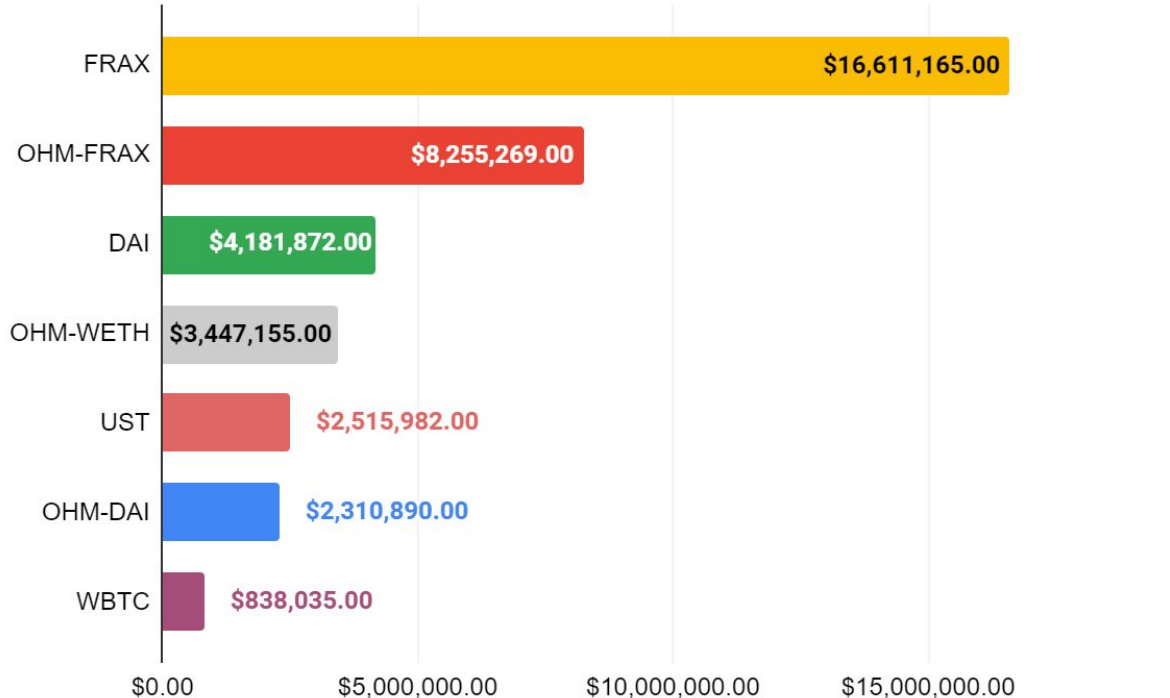 FRAX $16,611,165.00
OHM-FRAX $8,255,269.00
DAI $4,181,872.00
OHM-WETH $3,447,155.00
UST $2,515,982.00
OHM-DAI $2,310,890.00
WBTC $838,035.00
$0.00 $5,000,000.00 $10,000,000.00 $15,000,000.00